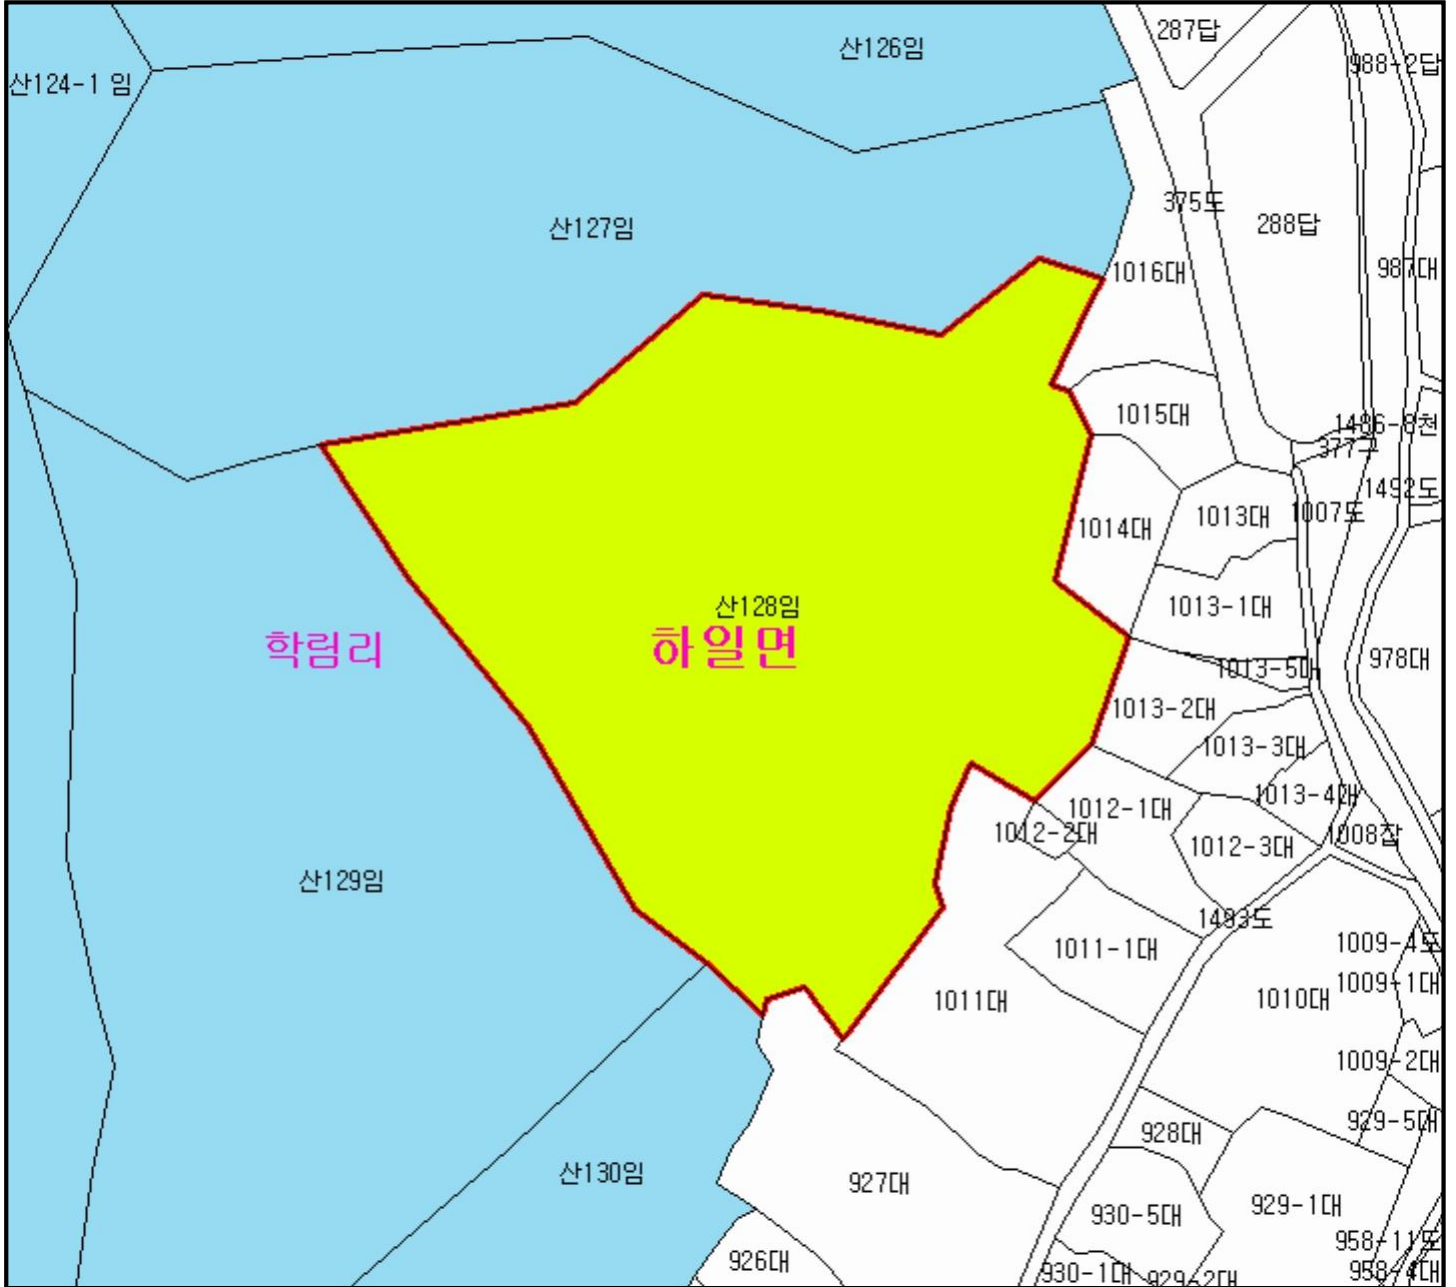 287답
산126임
988-2답
산124-1 임
375도
288답
산127임
987대
1016대
1015대
1486-8천
377구
1492도
1007도
1013대
1014대
산128임
1013-1대
학림리
하일면
978대
1013-5대
1013-2대
1013-3대
1013-4대
1012-1대
1012-2대
1008잡
1012-3대
산129임
1493도
1009-4도
1011-1대
1009-1대
1011대
1010대
1009-2대
929-5대
928대
산130임
927대
929-1대
930-5대
958-11도
926대
930-1대
929-2대
958-4대